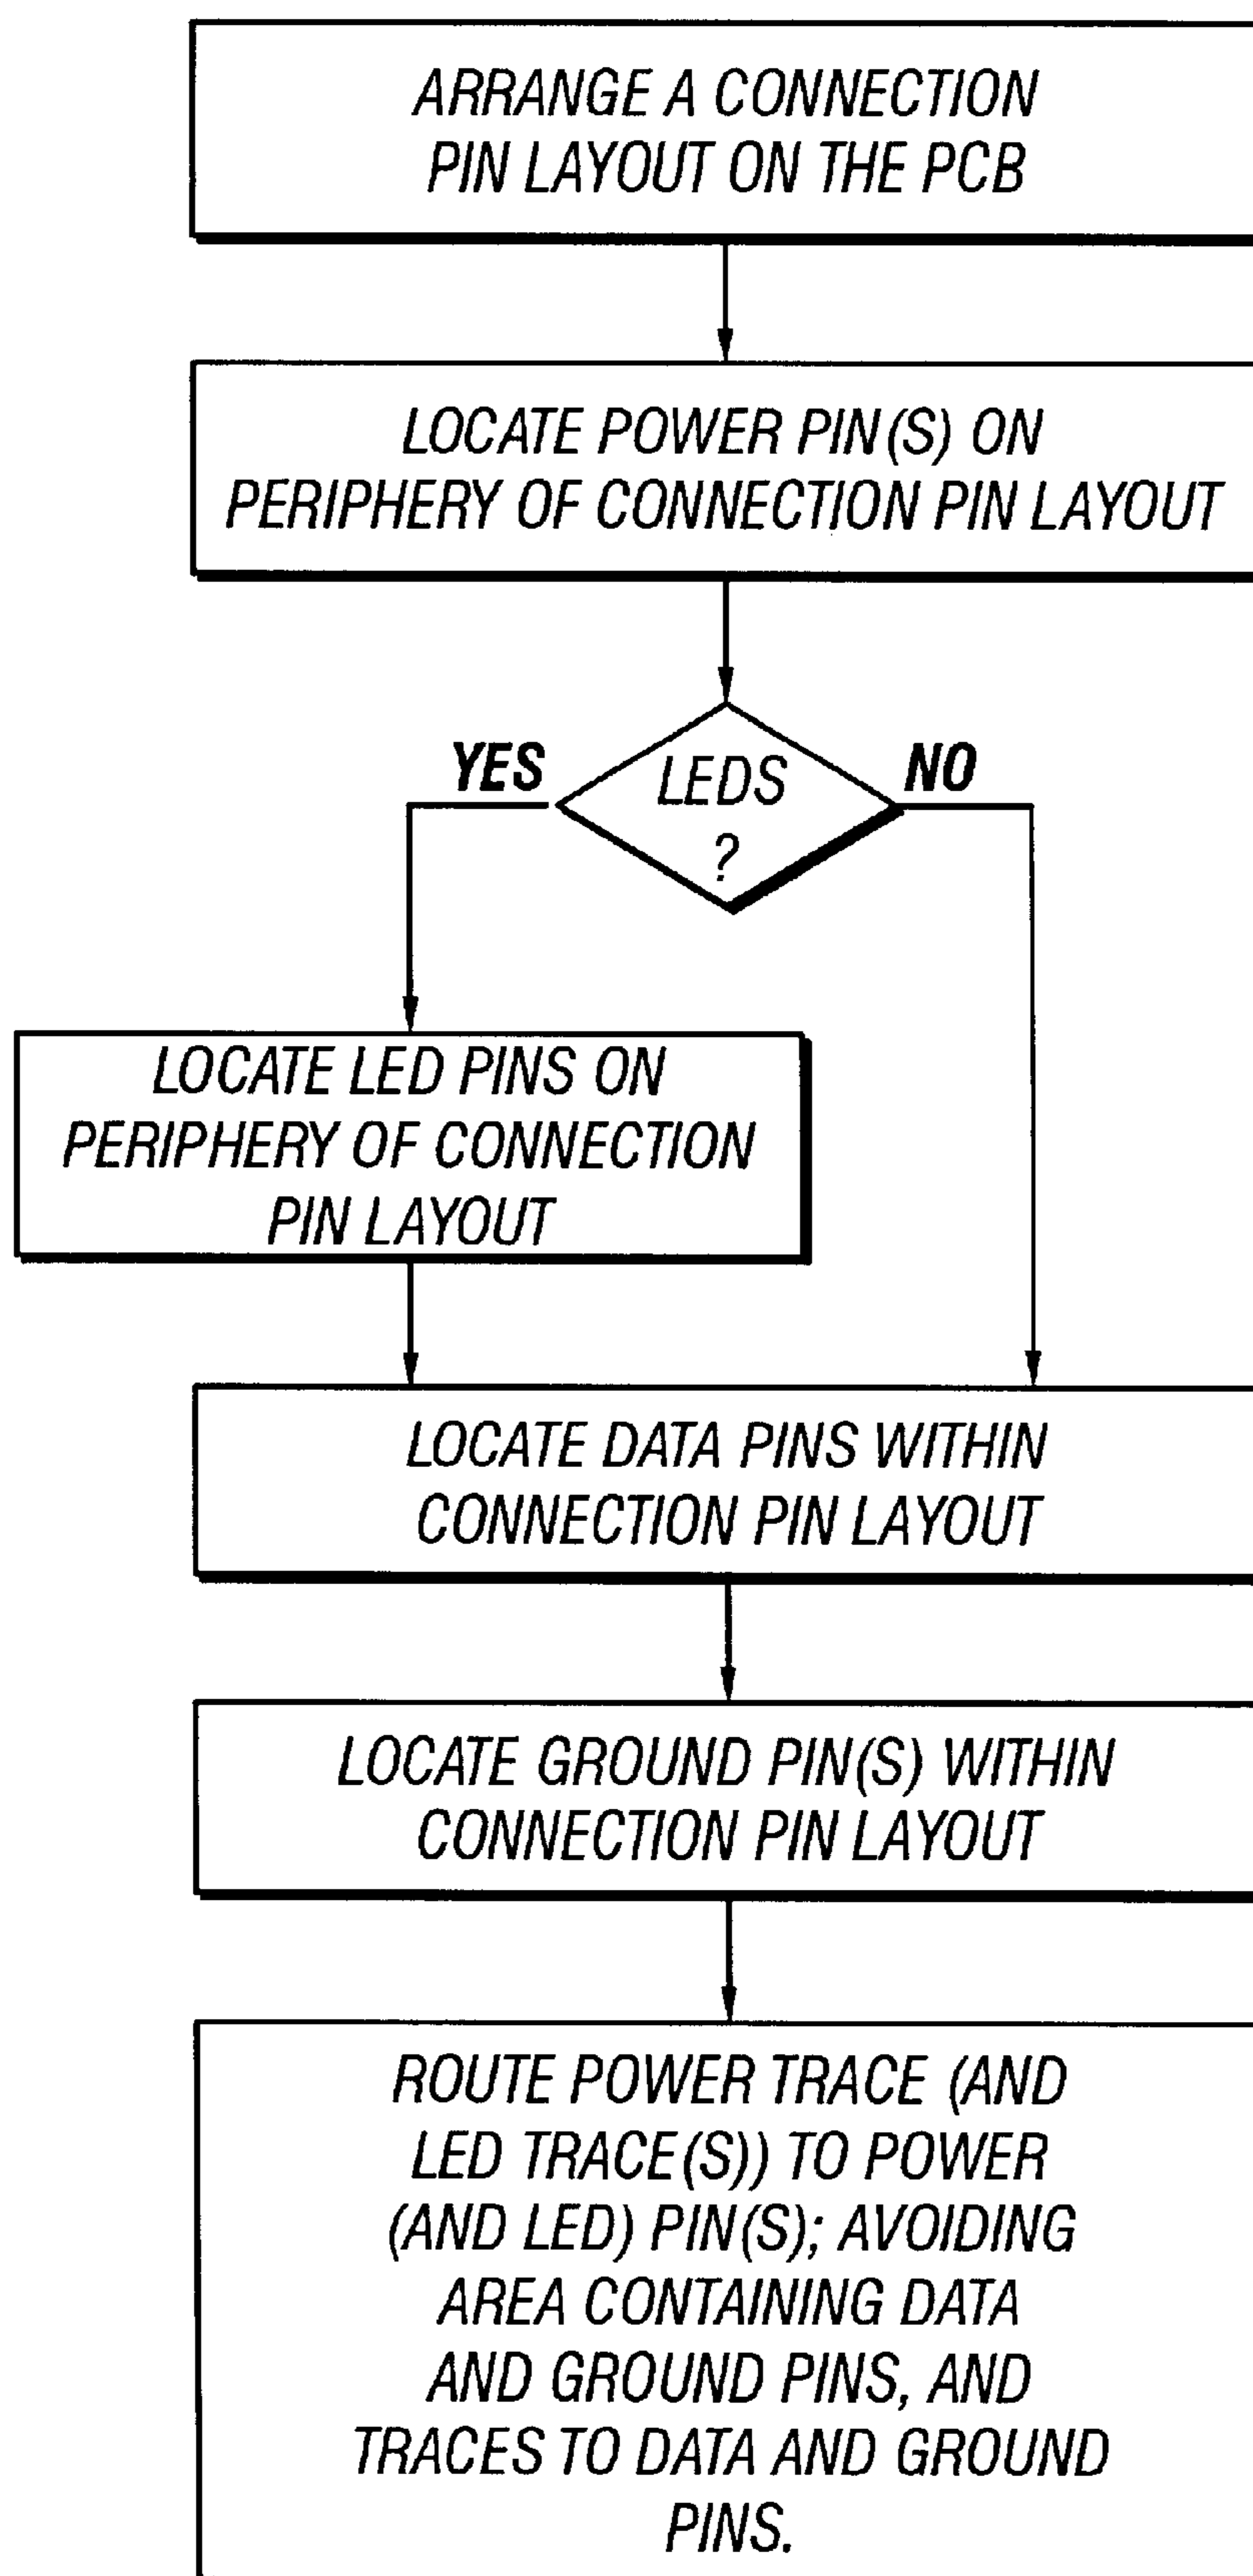 ARRANGE A CONNECTION
PIN LAYOUT ON THE PCB
LOCATE POWER PIN(S) ON
PERIPHERY OF CONNECTION PIN LAYOUT
YES
LEDS
?
NO
LOCATE LED PINS ON
PERIPHERY OF CONNECTION
PIN LAYOUT
LOCATE DATA PINS WITHIN
CONNECTION PIN LAYOUT
LOCATE GROUND PIN(S) WITHIN
CONNECTION PIN LAYOUT
ROUTE POWER TRACE (AND
LED TRACE(S)) TO POWER
(AND LED) PIN(S); AVOIDING
AREA CONTAINING DATA
AND GROUND PINS, AND
TRACES TO DATA AND GROUND
PINS.